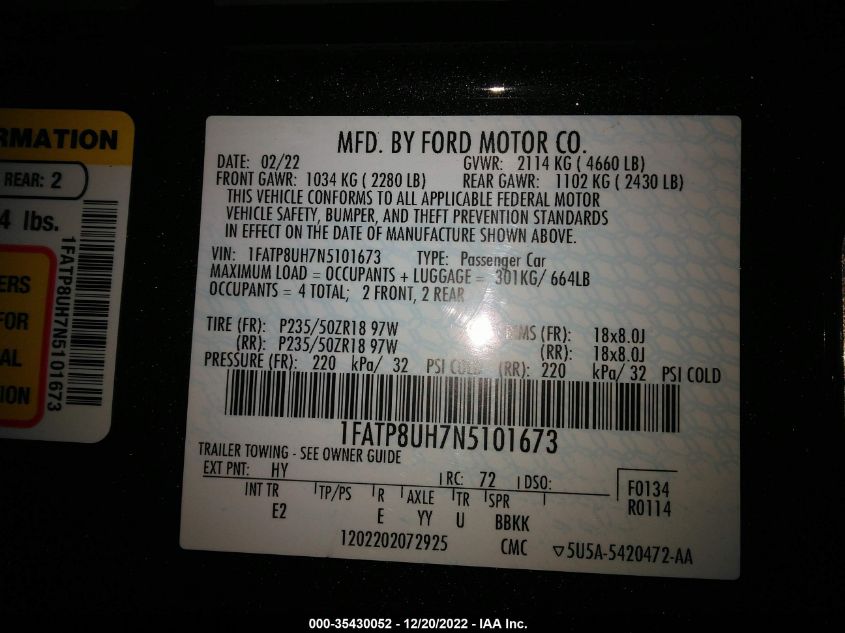 RMATION
REAR: 2
4 lbs.
1FATP8UH7N5101673
ERS
FOR
AL
ION
MFD. BY FORD MOTOR CO.
DATE: 02/22 GVWR: 2114 KG ( 4660 LB)
FRONT GAWR: 1034 KG ( 2280 LB) REAR GAWR: 1102 KG ( 2430 LB)
THIS VEHICLE CONFORMS TO ALL APPLICABLE FEDERAL MOTOR
VEHICLE SAFETY, BUMPER, AND THEFT PREVENTION STANDARDS
IN EFFECT ON THE DATE OF MANUFACTURE SHOWN ABOVE.
VIN: 1FATP8UH7N5101673 TYPE: Passenger Car
MAXIMUM LOAD = OCCUPANTS + LUGGAGE = 301KG/ 664LB
OCCUPANTS = 4 TOTAL; 2 FRONT, 2 REAR
TIRE (FR): P235/50ZR18 97W RIMS (FR): 18x8.0J
(RR): P235/50ZR18 97W (RR): 18x8.0J
PRESSURE (FR): 220 kPa/ 32 PSI COLD (RR): 220 kPa/ 32 PSI COLD
1FATP8UH7N5101673
TRAILER TOWING - SEE OWNER GUIDE
EXT PNT: HY RC: 72 DSO:
F0134
R0114
INT TR TP/PS R AXLE TR SPR
E2 E YY U BBKK
1202202072925 CMC ▽5U5A-5420472-AA
000-35430052 - 12/20/2022 - IAA Inc.